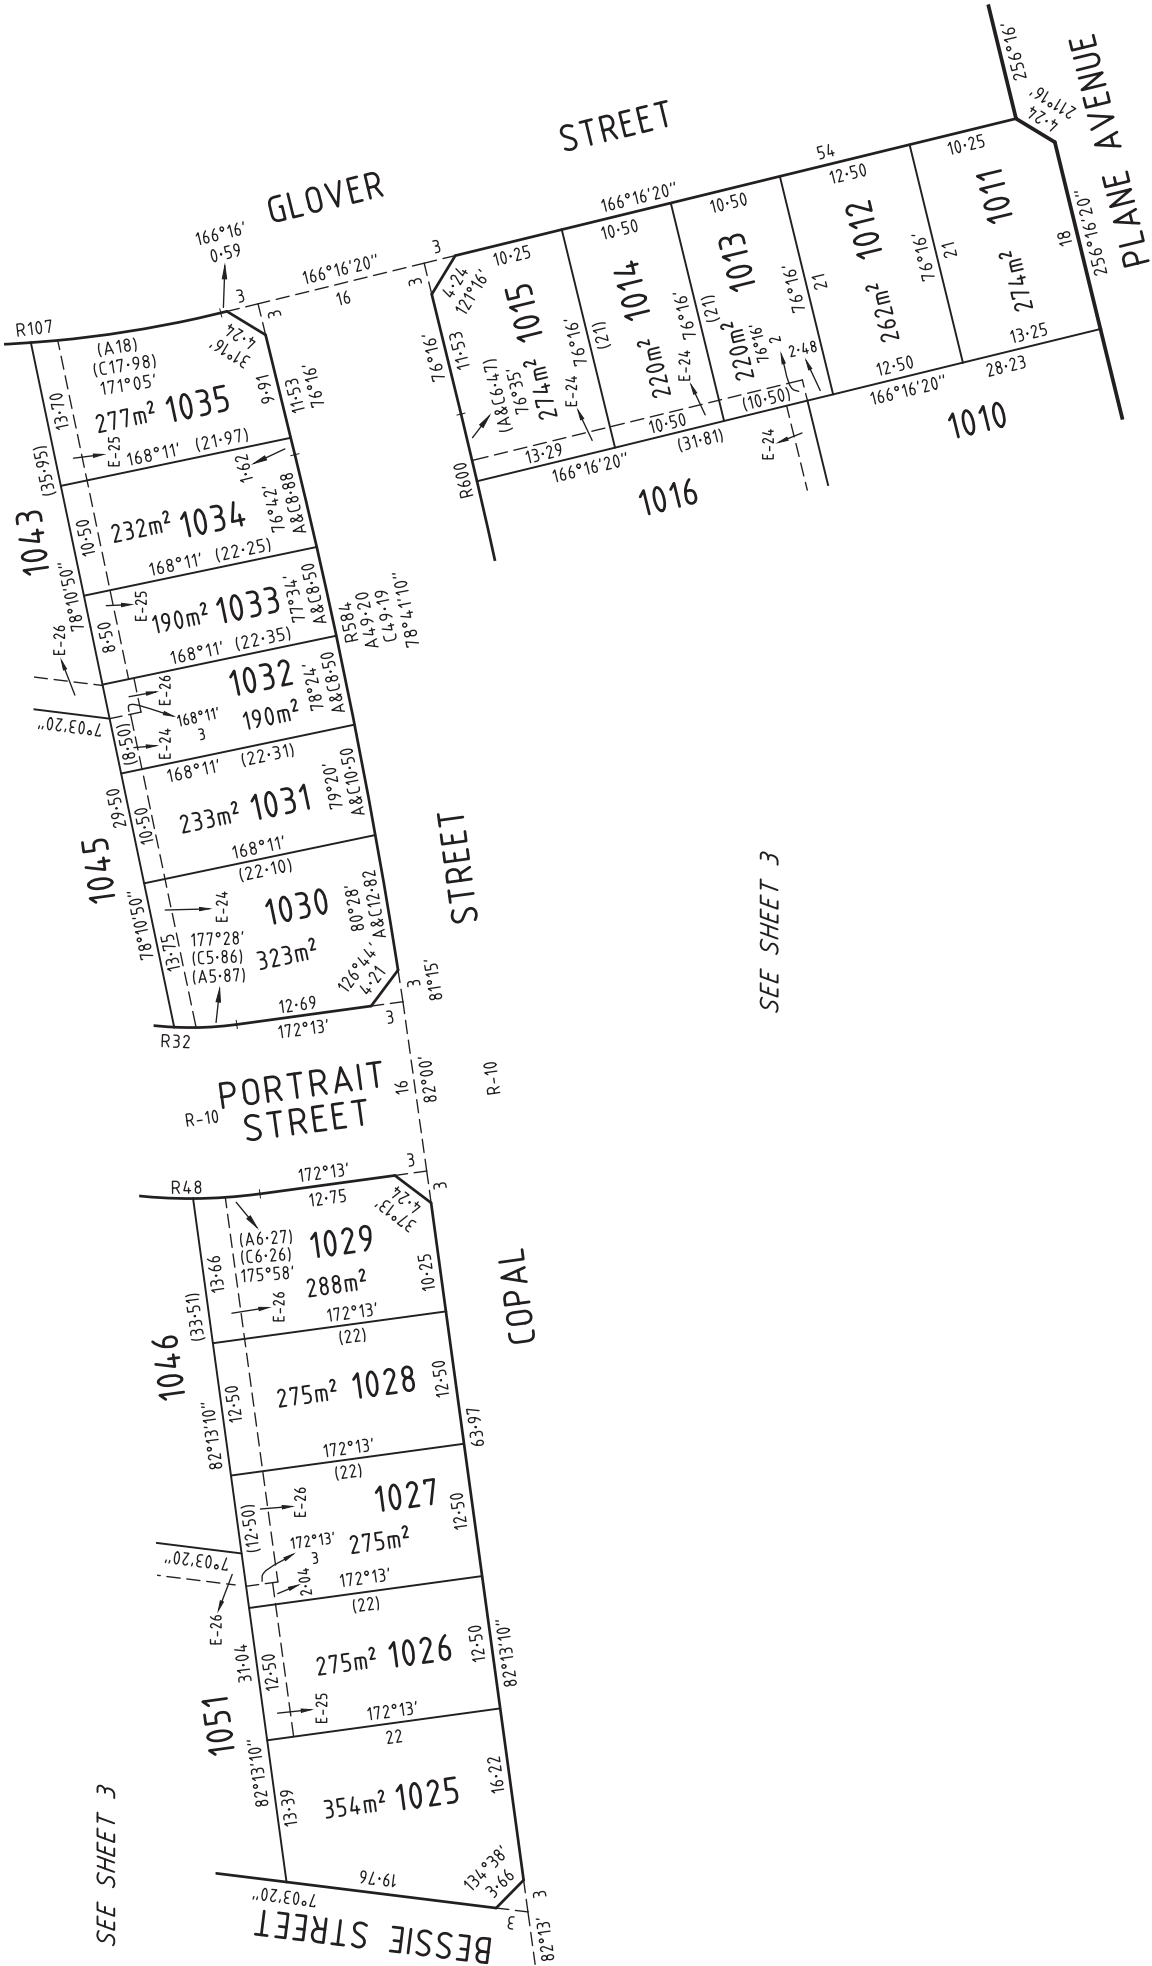 PLANE AVENUE
256°16'
4·24
211°16'
18
256°16'20"
GLOVER STREET
54
166°16'20"
10·25
1011
274m²
13·25
21
76°16'
12·50
1012
262m²
12·50
166°16'20"
28·23
1010
21
76°16'
10·50
1013
220m²
76°16'
2
2·48
(10·50)
E-24
(21)
76°16'
10·50
1014
220m²
E-24
10·50
(31·81)
(21)
76°16'
10·25
1015
274m²
E-24
13·29
166°16'20"
1016
3
3
4·24
121°16'
11·53
76°16'
(A&C6·47)
76°35'
R600
166°16'
0·59
166°16'20"
16
3
3
R107
(A18)
(C17·98)
171°05'
4·24
31°16'
277m² 1035
13·70
9·91
11·53
76°16'
E-25
168°11' (21·97)
(35·95)
1·62
1043
232m² 1034
10·50
76°42'
A&C8·88
168°11' (22·25)
78°10'50"
E-26
E-25
190m² 1033
8·50
77°34'
A&C8·50
R584
A49·20
C49·19
78°41'10"
168°11' (22·35)
1032
190m²
E-26
168°11'
3
E-24
(8·50)
78°24'
A&C8·50
7°03'20"
168°11' (22·31)
233m² 1031
29·50
10·50
79°20'
A&C10·50
1045
168°11'
(22·10)
1030
323m²
E-24
177°28'
(C5·86)
(A5·87)
78°10'50"
13·75
80°28'
A&C12·82
126°44'
4·21
12·69
172°13'
R32
3
3
81°15'
COPAL STREET
SEE SHEET 3
PORTRAIT
STREET
R-10
16
82°00'
R-10
R48
172°13'
12·75
3
3
4·24
37°13'
(A6·27)
(C6·26)
175°58'
1029
288m²
13·66
10·25
E-26
172°13'
(22)
(33·51)
1046
275m² 1028
12·50
12·50
82°13'10"
63·97
172°13'
(22)
1027
275m²
E-26
(12·50)
12·50
172°13'
3
2·04
7°03'20"
E-26
172°13'
(22)
275m² 1026
31·04
12·50
12·50
82°13'10"
E-25
172°13'
22
1051
354m² 1025
82°13'10"
13·39
16·22
19·76
134°38'
3·66
7°03'20"
3
3
82°13'
BESSIE STREET
SEE SHEET 3